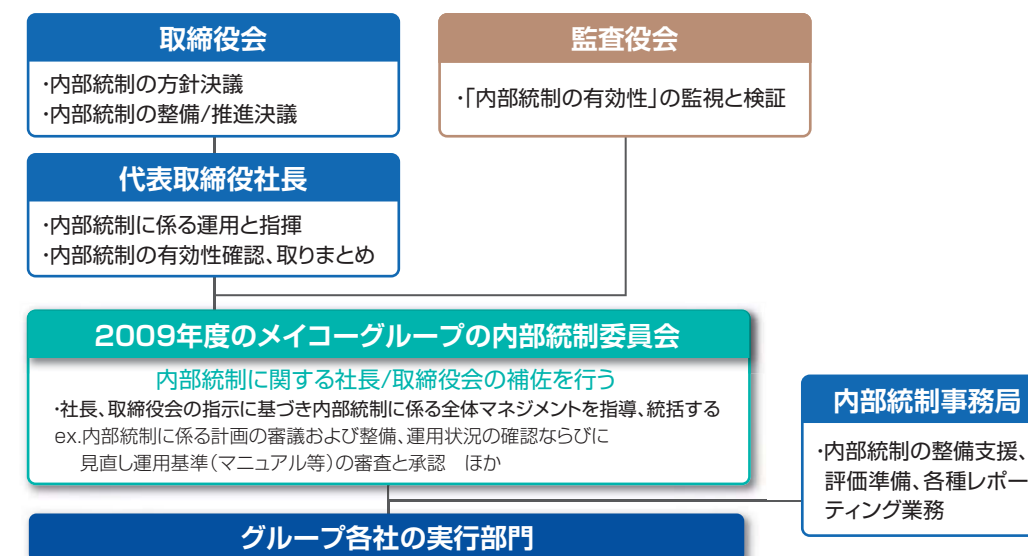 取締役会
・内部統制の方針決議
・内部統制の整備/推進決議
監査役会
・「内部統制の有効性」の監視と検証
代表取締役社長
・内部統制に係る運用と指揮
・内部統制の有効性確認、取りまとめ
2009年度のメイコーグループの内部統制委員会
内部統制に関する社長/取締役会の補佐を行う
・社長、取締役会の指示に基づき内部統制に係る全体マネジメントを指導、統括する
ex.内部統制に係る計画の審議および整備、運用状況の確認ならびに
見直し運用基準（マニュアル等）の審査と承認　ほか
内部統制事務局
・内部統制の整備支援、
評価準備、各種レポー
ティング業務
グループ各社の実行部門